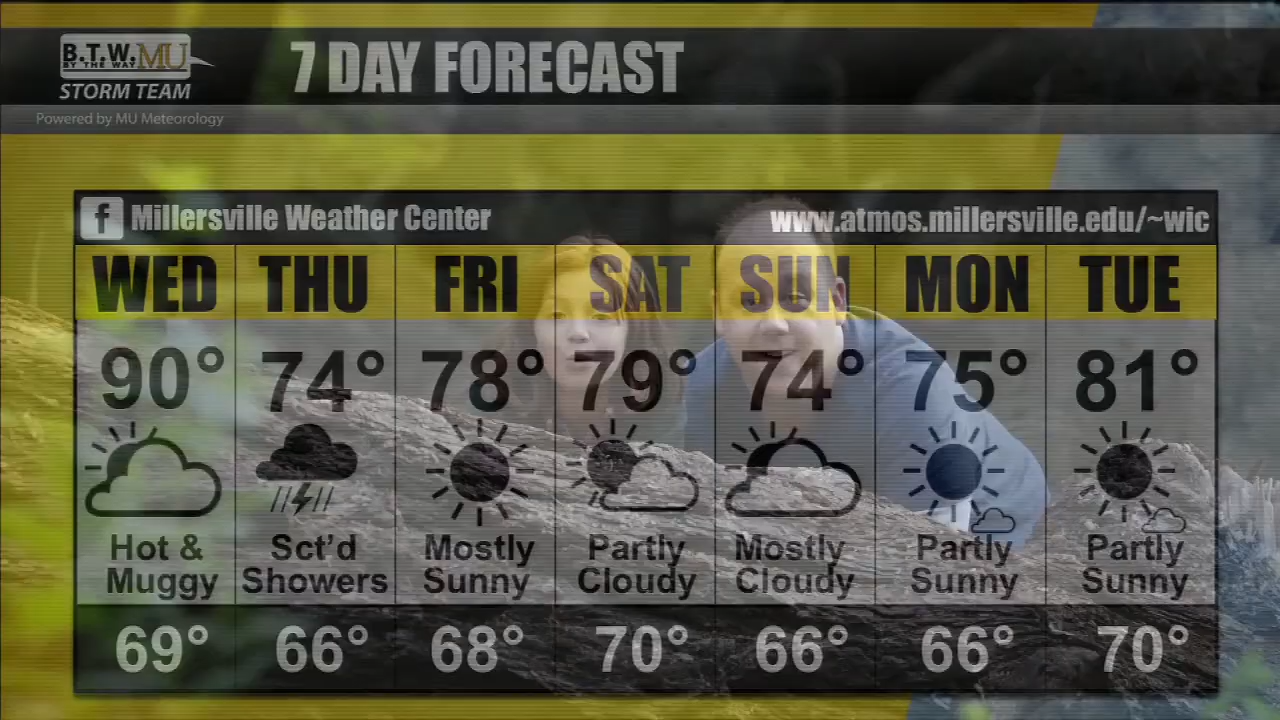 B.T.W.MU
BY THE WAY
STORM TEAM
Powered by MU Meteorology
7 DAY FORECAST
f Millersville Weather Center
www.atmos.millersville.edu/~wic
WED THU FRI SAT SUN MON TUE
90° 74° 78° 79° 74° 75° 81°
Hot & Sct'd Mostly Partly Mostly Partly Partly
Muggy Showers Sunny Cloudy Cloudy Sunny Sunny
69° 66° 68° 70° 66° 66° 70°